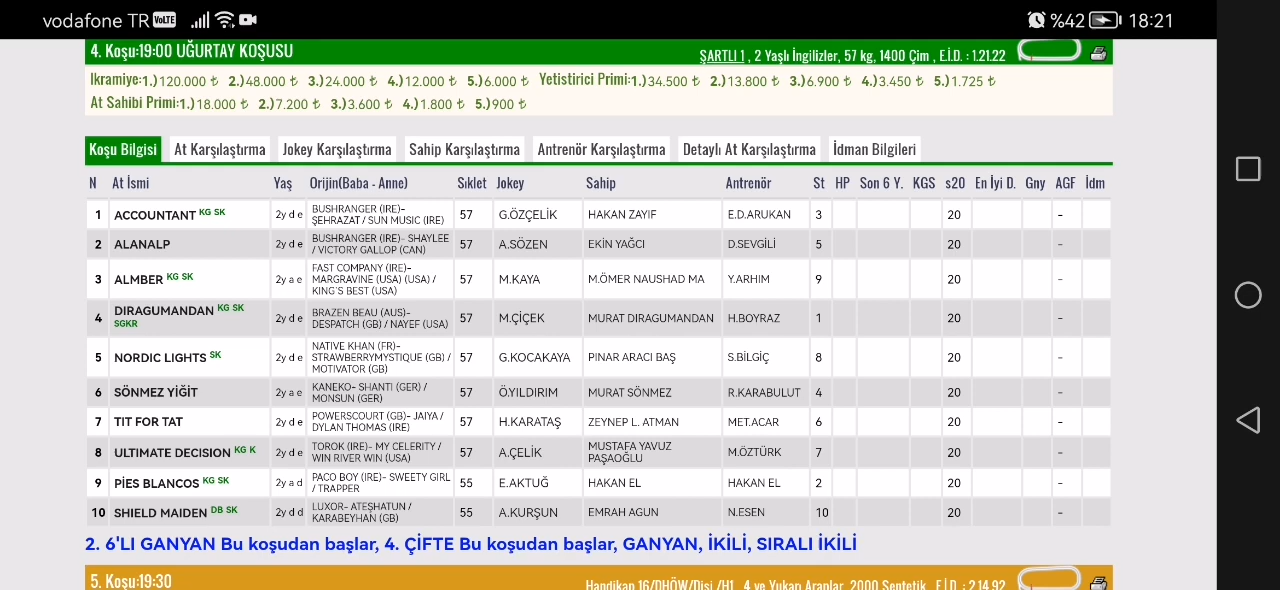 vodafone TR VoLTE %42 18:21
4. Koşu:19:00 UĞURTAY KOŞUSU ŞARTLI 1 , 2 Yaşlı İngilizler, 57 kg, 1400 Çim , E.İ.D. : 1.21.22
Ikramiye:1.)120.000 ₺ 2.)48.000 ₺ 3.)24.000 ₺ 4.)12.000 ₺ 5.)6.000 ₺ Yetistirici Primi:1.)34.500 ₺ 2.)13.800 ₺ 3.)6.900 ₺ 4.)3.450 ₺ 5.)1.725 ₺
At Sahibi Primi:1.)18.000 ₺ 2.)7.200 ₺ 3.)3.600 ₺ 4.)1.800 ₺ 5.)900 ₺
Koşu Bilgisi At Karşılaştırma Jokey Karşılaştırma Sahip Karşılaştırma Antrenör Karşılaştırma Detaylı At Karşılaştırma İdman Bilgileri
N At İsmi Yaş Orijin(Baba - Anne) Sıklet Jokey Sahip Antrenör St HP Son 6 Y. KGS s20 En İyi D. Gny AGF İdm
1 ACCOUNTANT KG SK 2y d e BUSHRANGER (IRE)- ŞEHRAZAT / SUN MUSIC (IRE) 57 G.ÖZÇELİK HAKAN ZAYIF E.D.ARUKAN 3 20 -
2 ALANALP 2y d e BUSHRANGER (IRE)- SHAYLEE / VICTORY GALLOP (CAN) 57 A.SÖZEN EKİN YAĞCI D.SEVGİLİ 5 20 -
3 ALMBER KG SK 2y a e FAST COMPANY (IRE)- MARGRAVINE (USA) (USA) / KING'S BEST (USA) 57 M.KAYA M.ÖMER NAUSHAD MA Y.ARHIM 9 20 -
4 DIRAGUMANDAN KG SK SGKR 2y d e BRAZEN BEAU (AUS)- DESPATCH (GB) / NAYEF (USA) 57 M.ÇİÇEK MURAT DIRAGUMANDAN H.BOYRAZ 1 20 -
5 NORDIC LIGHTS SK 2y d e NATIVE KHAN (FR)- STRAWBERRYMYSTIQUE (GB) / MOTIVATOR (GB) 57 G.KOCAKAYA PINAR ARACI BAŞ S.BİLGİÇ 8 20 -
6 SÖNMEZ YİĞİT 2y a e KANEKO- SHANTI (GER) / MONSUN (GER) 57 Ö.YILDIRIM MURAT SÖNMEZ R.KARABULUT 4 20 -
7 TIT FOR TAT 2y d e POWERSCOURT (GB)- JAIYA / DYLAN THOMAS (IRE) 57 H.KARATAŞ ZEYNEP L. ATMAN MET.ACAR 6 20 -
8 ULTIMATE DECISION KG K 2y d e TOROK (IRE)- MY CELERITY / WIN RIVER WIN (USA) 57 A.ÇELİK MUSTAFA YAVUZ PAŞAOĞLU M.ÖZTÜRK 7 20 -
9 PİES BLANCOS KG SK 2y a d PACO BOY (IRE)- SWEETY GIRL / TRAPPER 55 E.AKTUĞ HAKAN EL HAKAN EL 2 20 -
10 SHIELD MAIDEN DB SK 2y d d LUXOR- ATEŞHATUN / KARABEYHAN (GB) 55 A.KURŞUN EMRAH AGUN N.ESEN 10 20 -
2. 6'LI GANYAN Bu koşudan başlar, 4. ÇİFTE Bu koşudan başlar, GANYAN, İKİLİ, SIRALI İKİLİ
5. Koşu:19:30 Handikap 16/DHÖW/Dişi /H1 , 4 ve Yukarı Araplar, 2000 Sentetik , E.İ.D. : 2.14.92